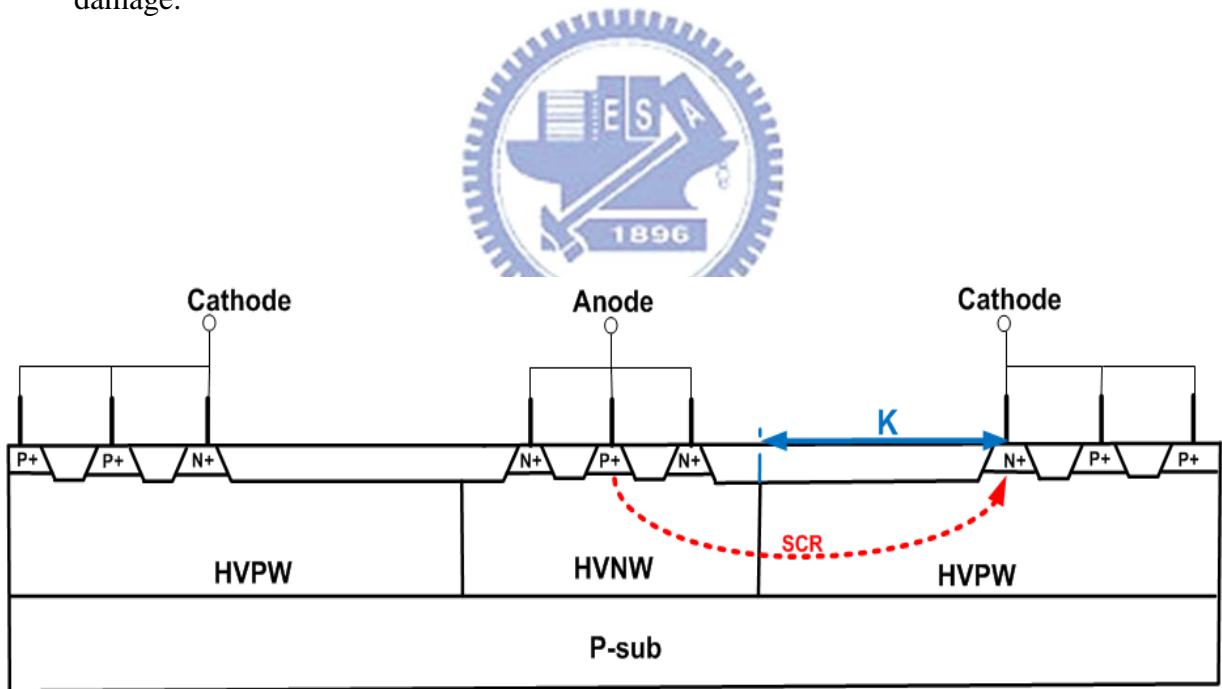 damage.
E S A
1896
Cathode Anode Cathode
K
P+ P+ N+ N+ P+ N+ N+ P+ P+
SCR
HVPW HVNW HVPW
P-sub